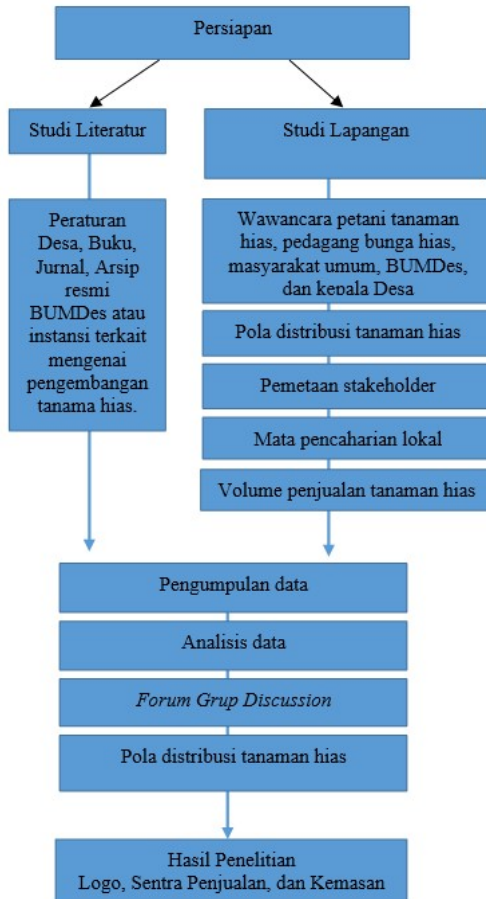 Persiapan
Studi Literatur
Studi Lapangan
Peraturan
Desa, Buku,
Jurnal, Arsip
resmi
BUMDes atau
instansi terkait
mengenai
pengembangan
tanama hias.
Wawancara petani tanaman
hias, pedagang bunga hias,
masyarakat umum, BUMDes,
dan kepala Desa
Pola distribusi tanaman hias
Pemetaan stakeholder
Mata pencaharian lokal
Volume penjualan tanaman hias
Pengumpulan data
Analisis data
Forum Grup Discussion
Pola distribusi tanaman hias
Hasil Penelitian
Logo, Sentra Penjualan, dan Kemasan